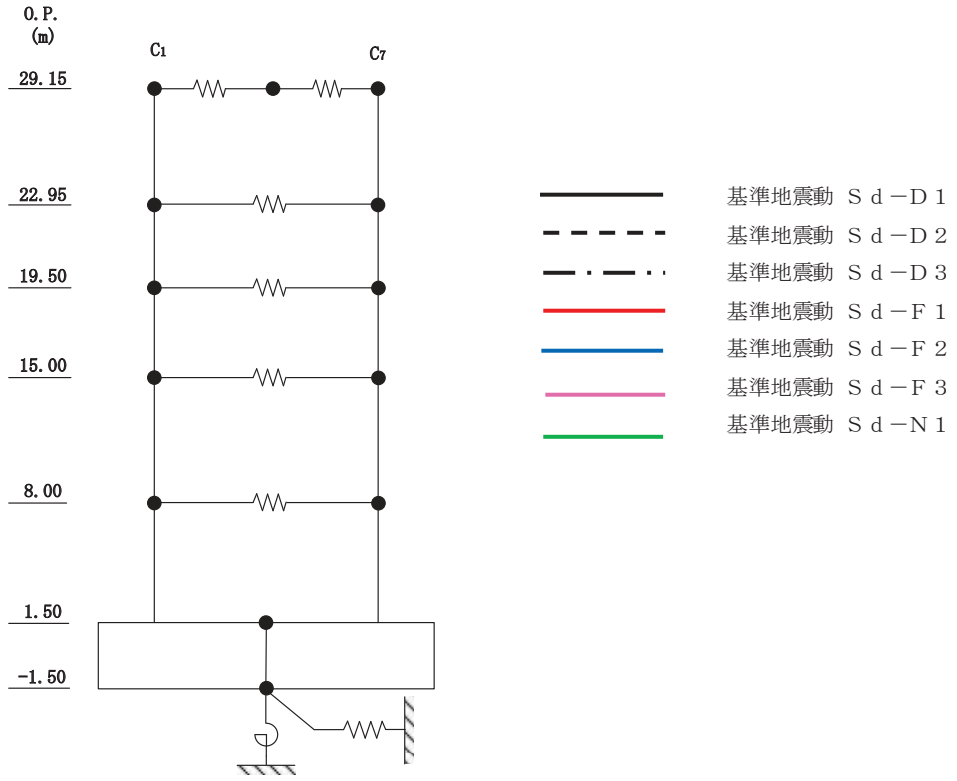 O.P.
(m)
C1
C7
29.15
22.95
19.50
15.00
8.00
1.50
-1.50
基準地震動 Ｓｄ－Ｄ１
基準地震動 Ｓｄ－Ｄ２
基準地震動 Ｓｄ－Ｄ３
基準地震動 Ｓｄ－Ｆ１
基準地震動 Ｓｄ－Ｆ２
基準地震動 Ｓｄ－Ｆ３
基準地震動 Ｓｄ－Ｎ１